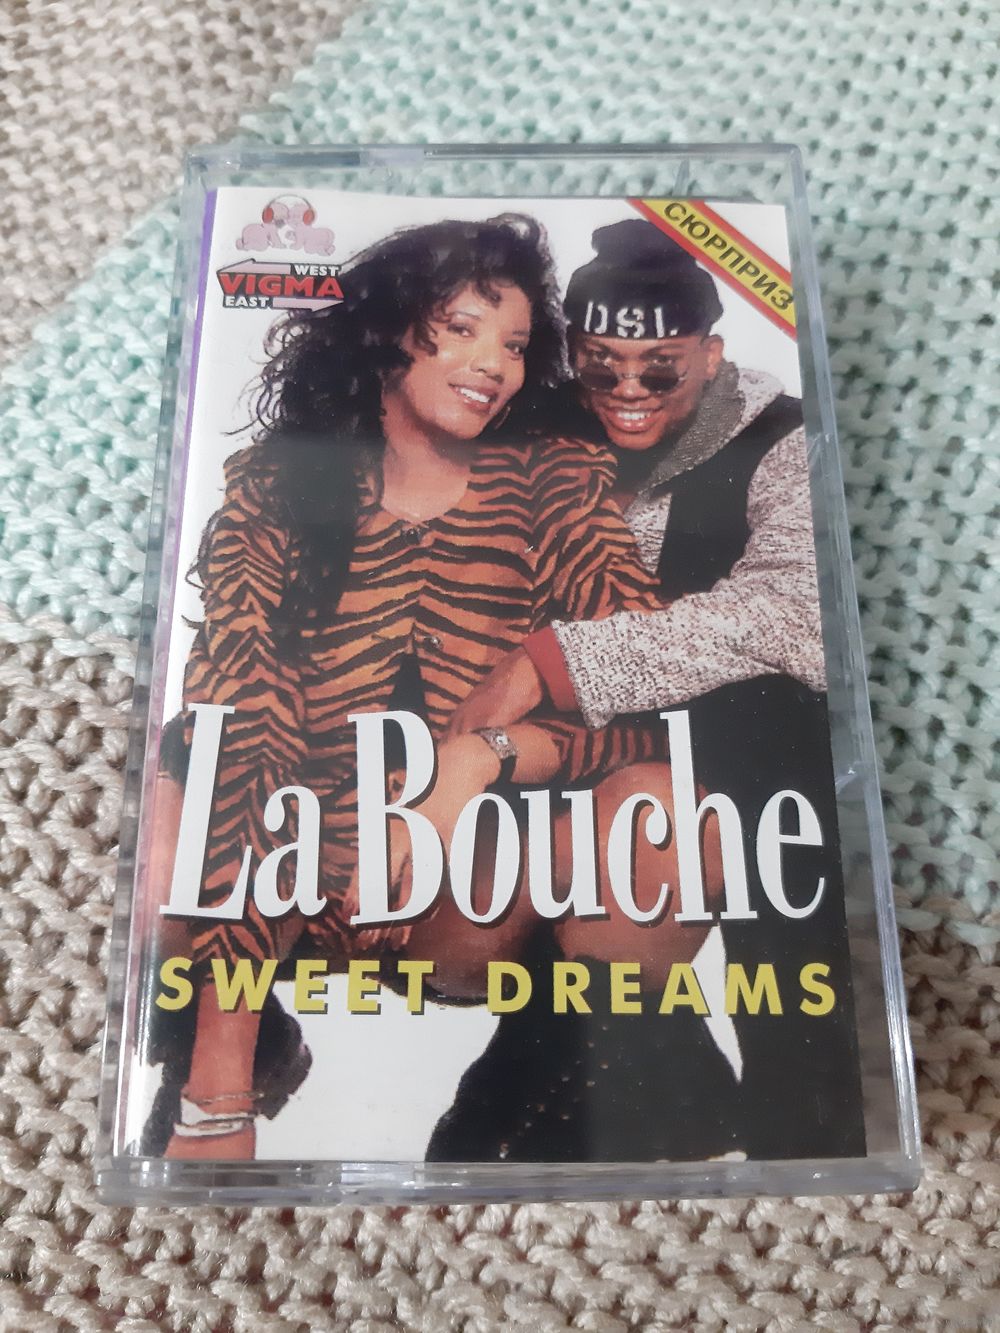 WEST
VIGMA
EAST
СЮРПРИЗ
DSL
La Bouche
SWEET DREAMS